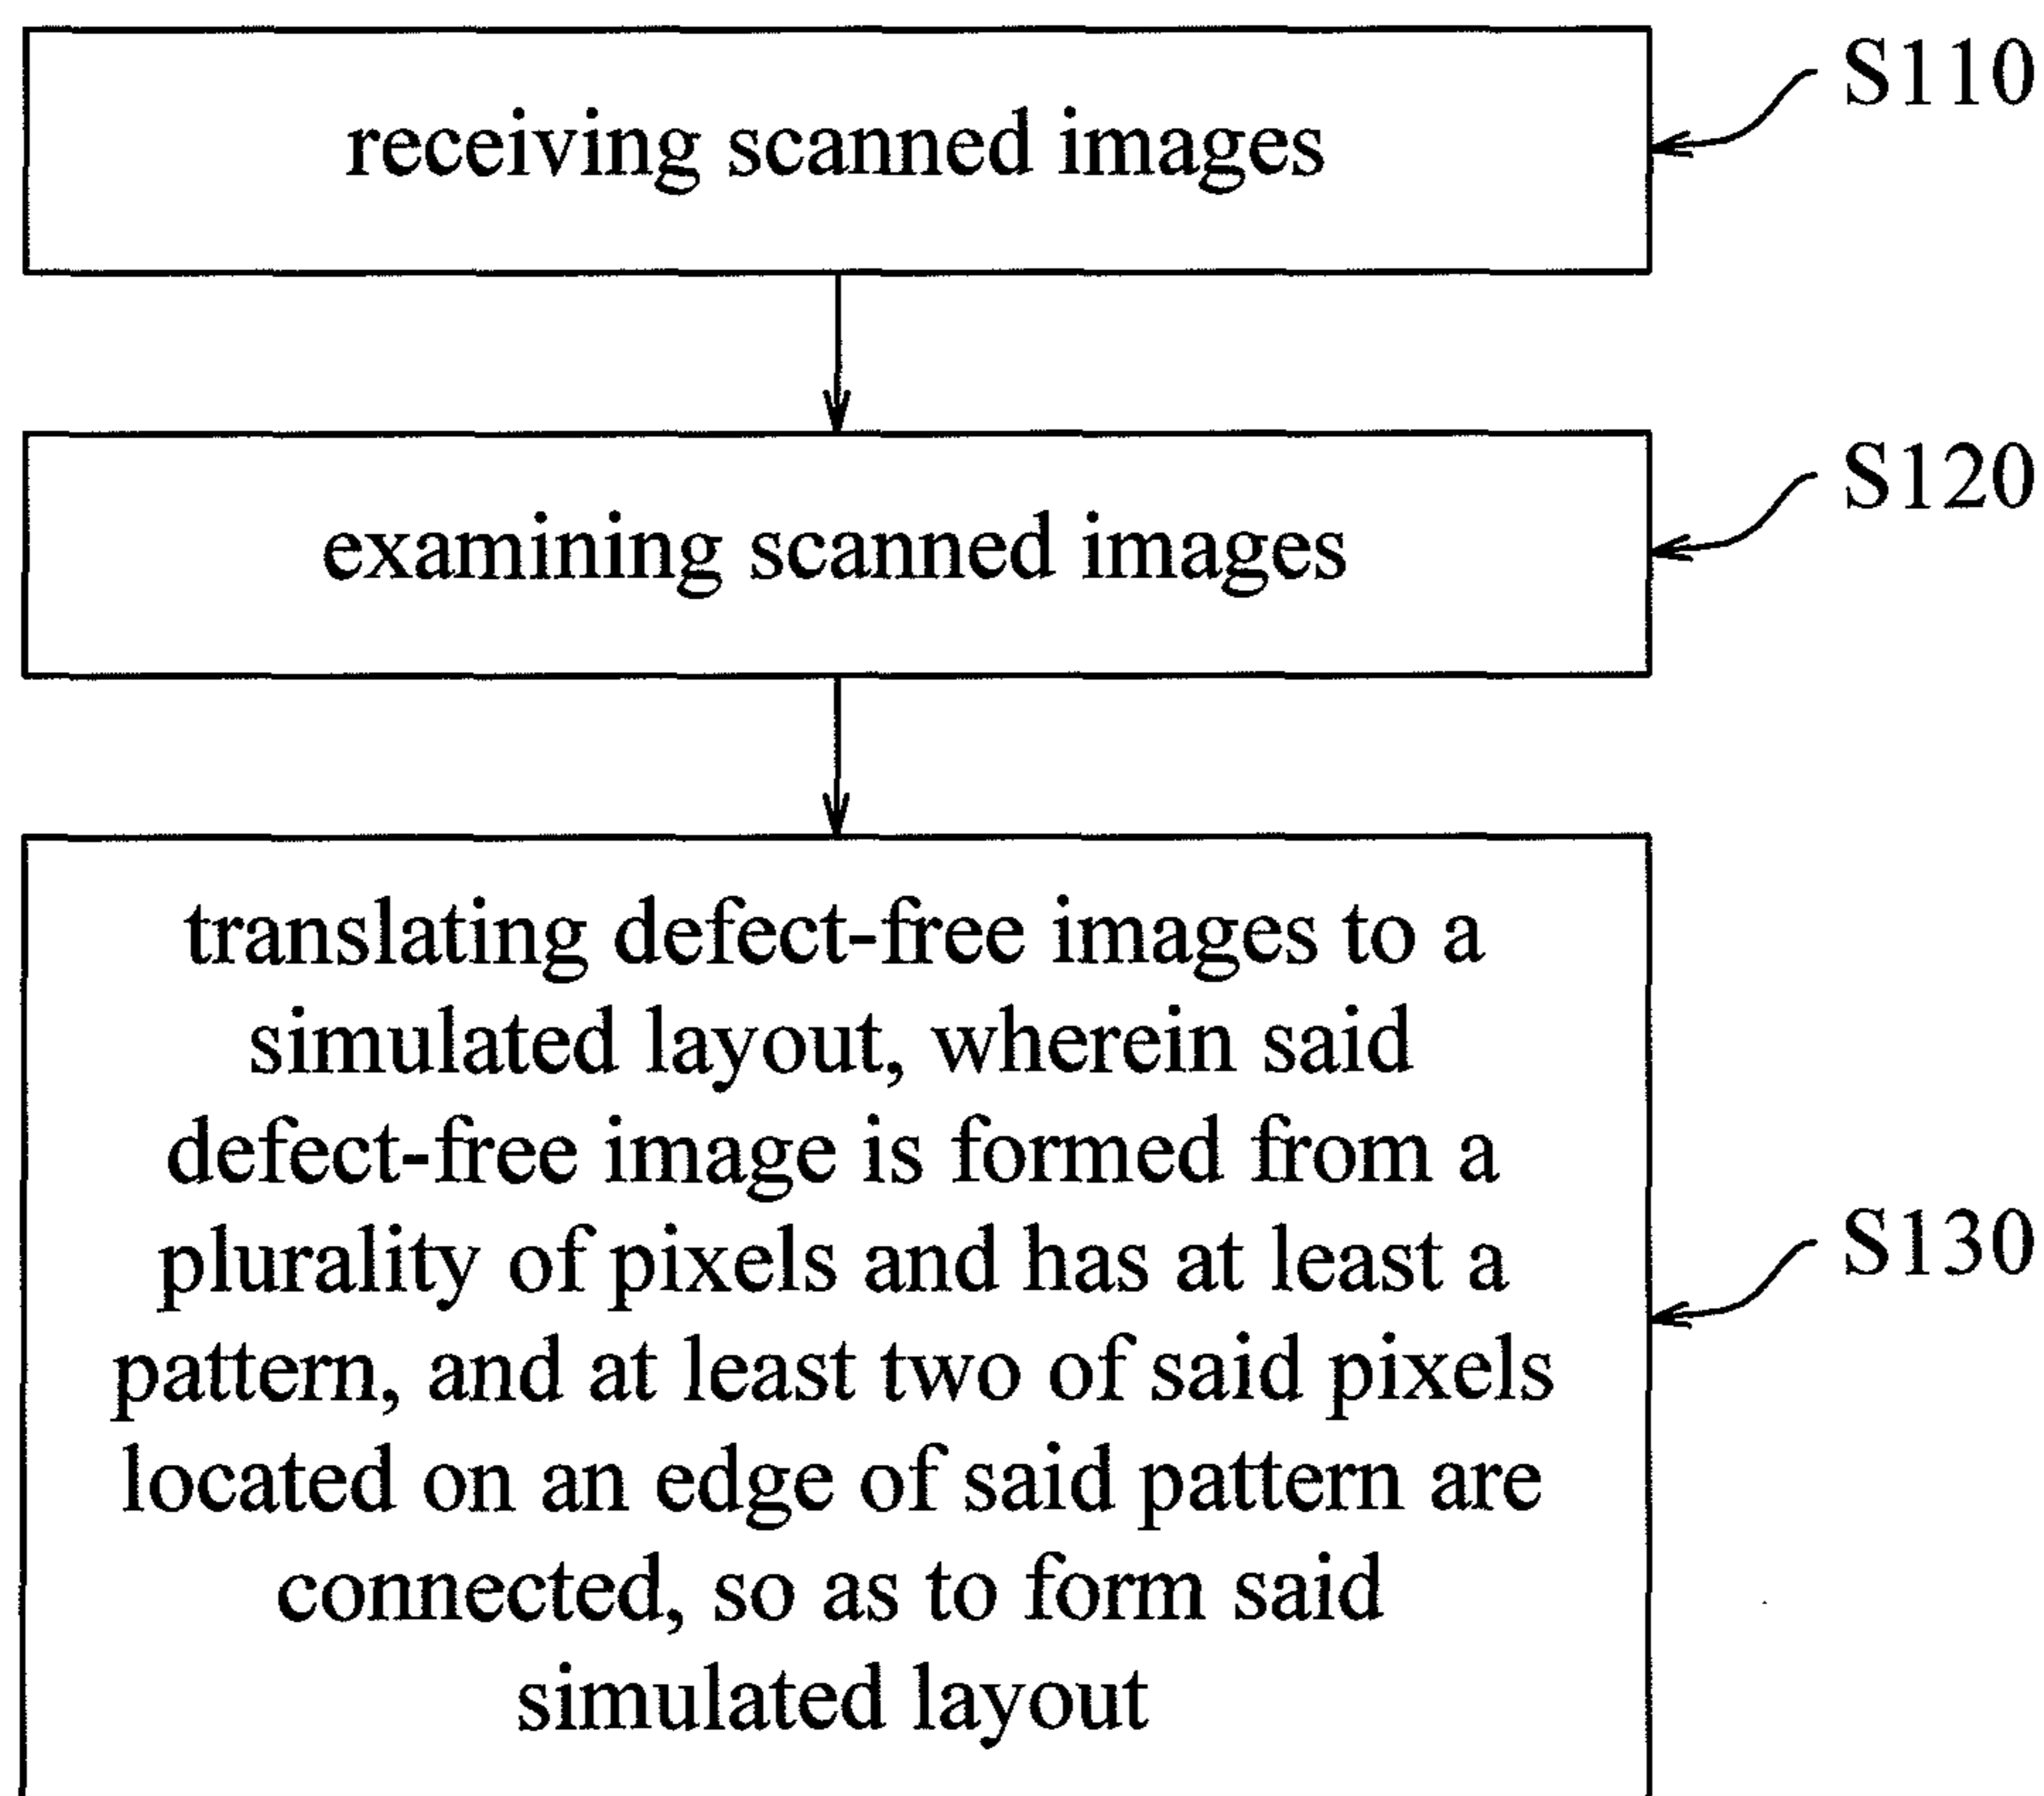 receiving scanned images
S110
examining scanned images
S120
translating defect-free images to a
simulated layout, wherein said
defect-free image is formed from a
plurality of pixels and has at least a
pattern, and at least two of said pixels
located on an edge of said pattern are
connected, so as to form said
simulated layout
S130